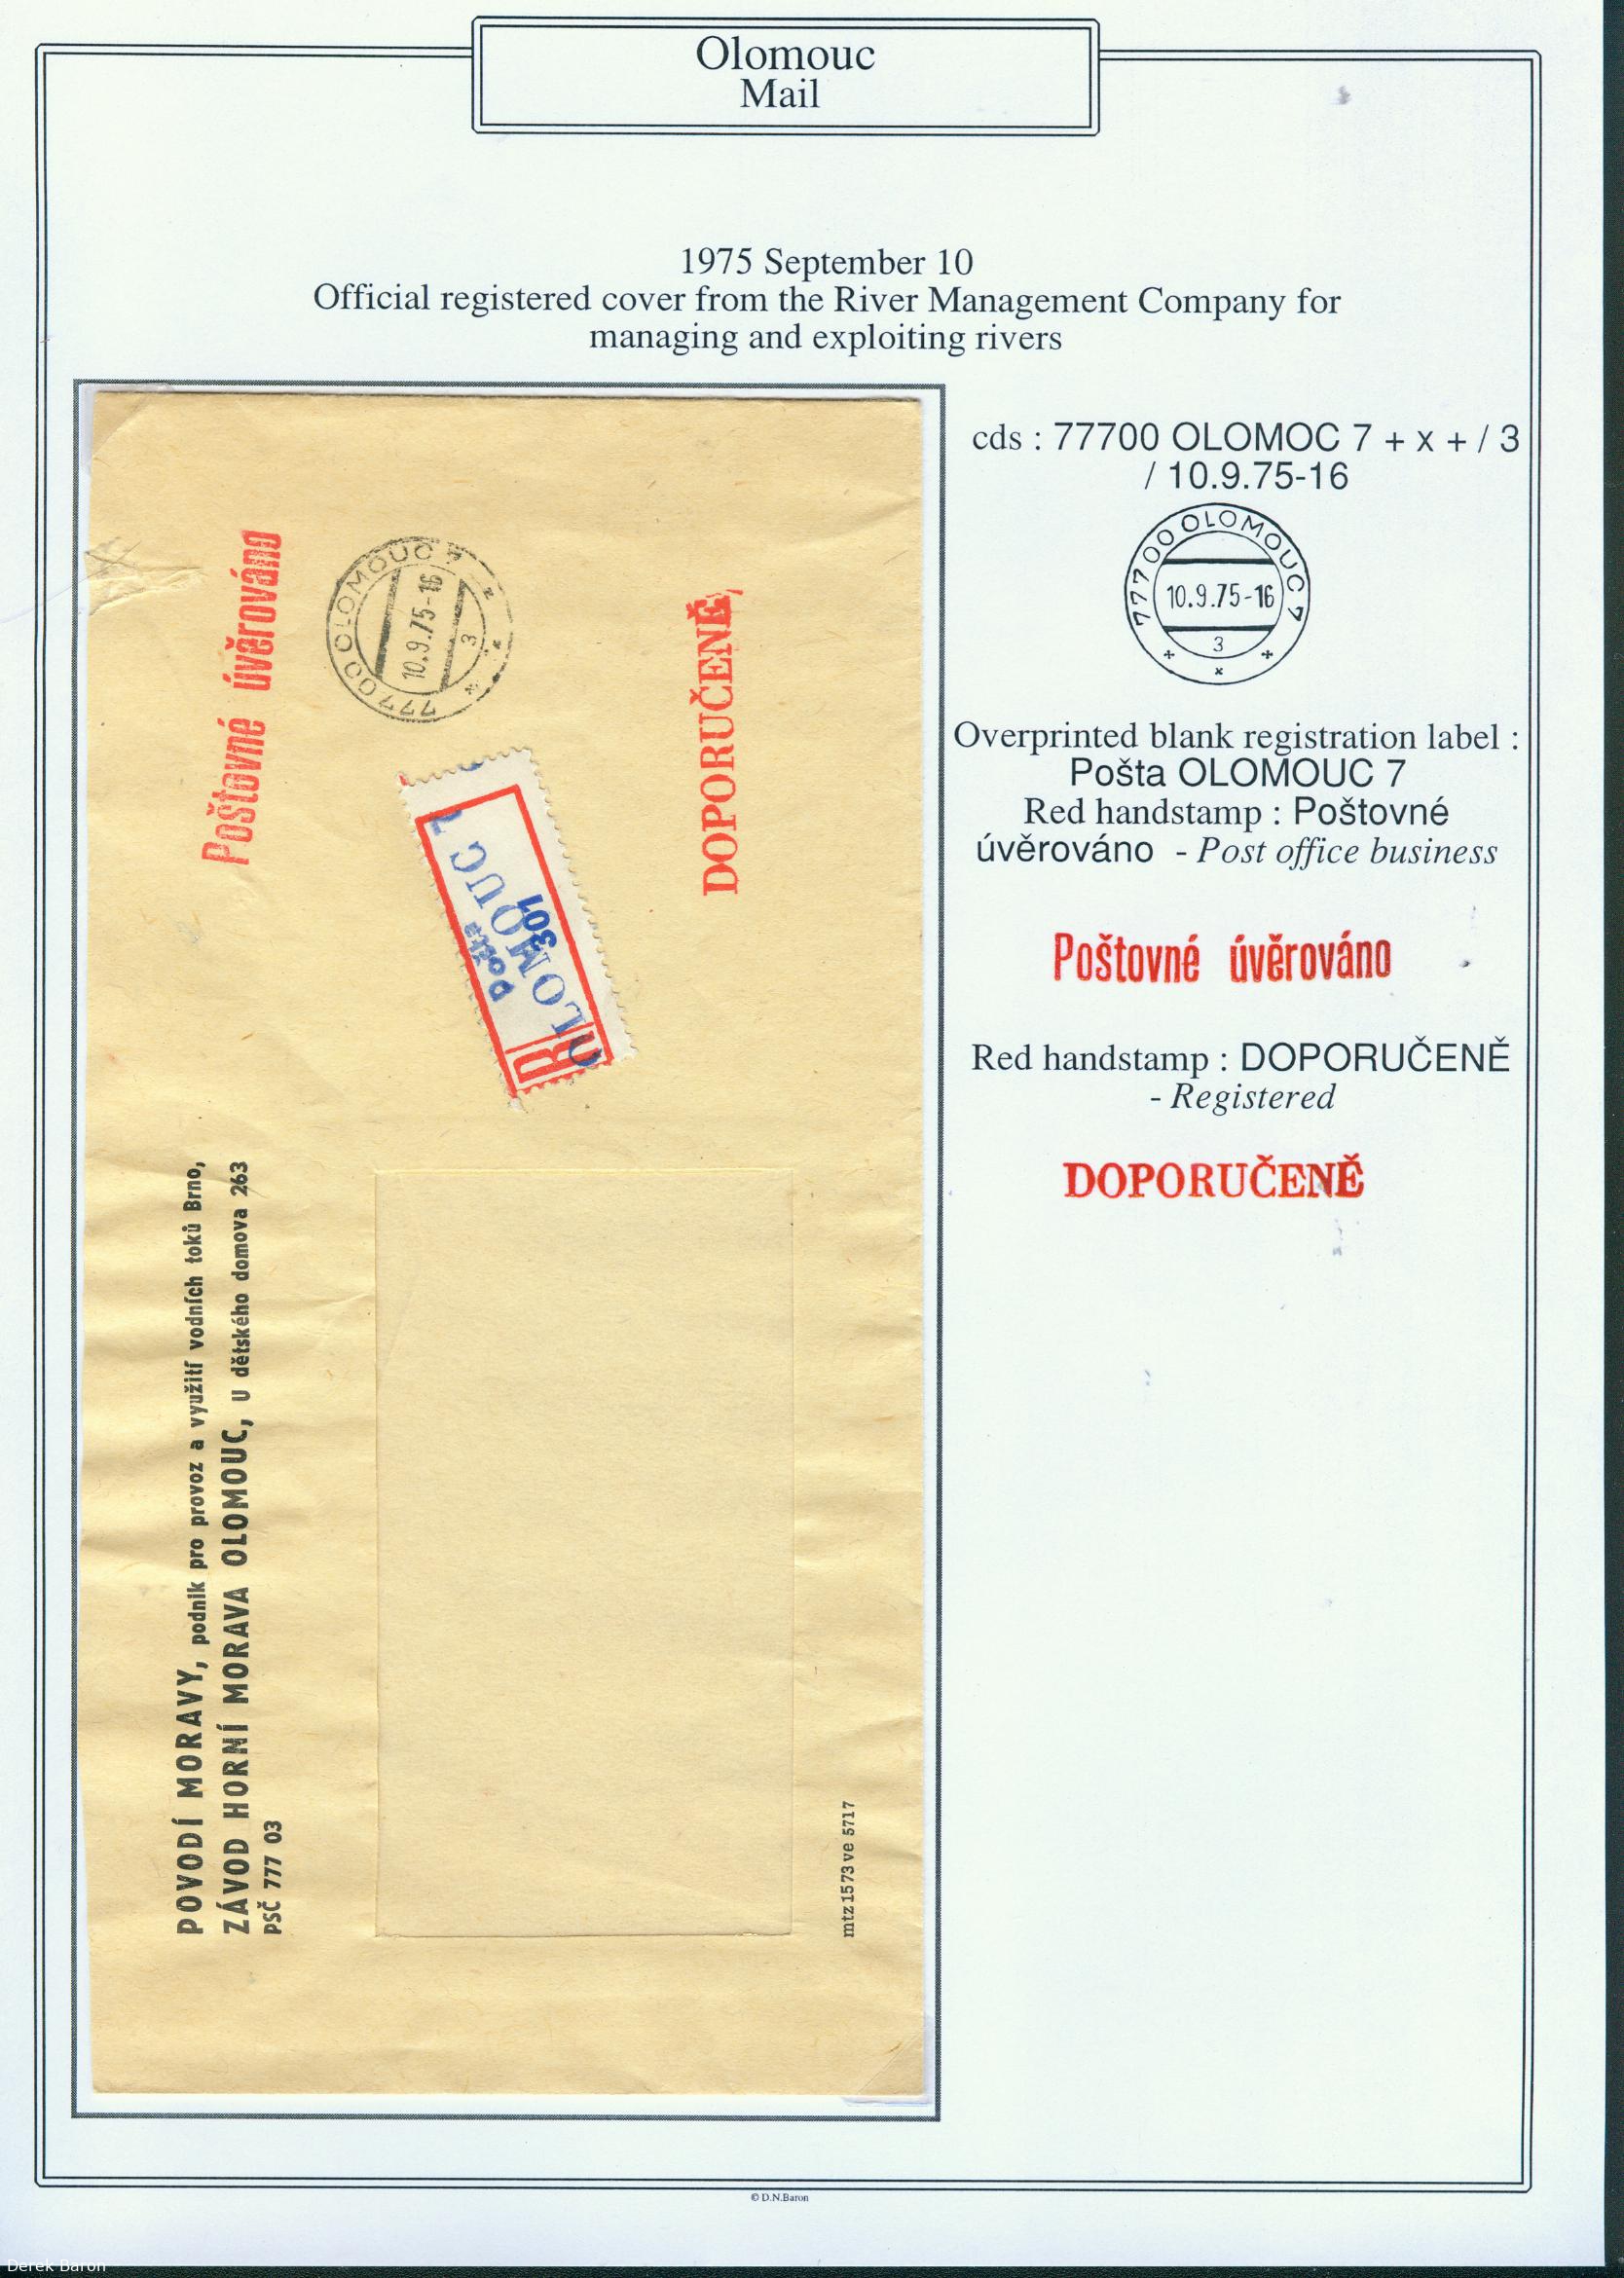 Olomouc
Mail
1975 September 10
Official registered cover from the River Management Company for
managing and exploiting rivers
Poštovné úvěrováno
77700 OLOMOUC 7
10.9.75-16
3
DOPORUČENĚ
R
Pošta
OLOMOUC 7
301
POVODÍ MORAVY, podnik pro provoz a využití vodních toků Brno,
ZÁVOD HORNÍ MORAVA OLOMOUC, U dětského domova 263
PSČ 777 03
mtz 1573 ve 5717
cds : 77700 OLOMOC 7 + x + / 3
/ 10.9.75-16
77700 OLOMOUC 7
10.9.75-16
3
Overprinted blank registration label :
Pošta OLOMOUC 7
Red handstamp : Poštovné
úvěrováno - Post office business
Poštovné úvěrováno
Red handstamp : DOPORUČENĚ
- Registered
DOPORUČENĚ
© D.N.Baron
Derek Baron